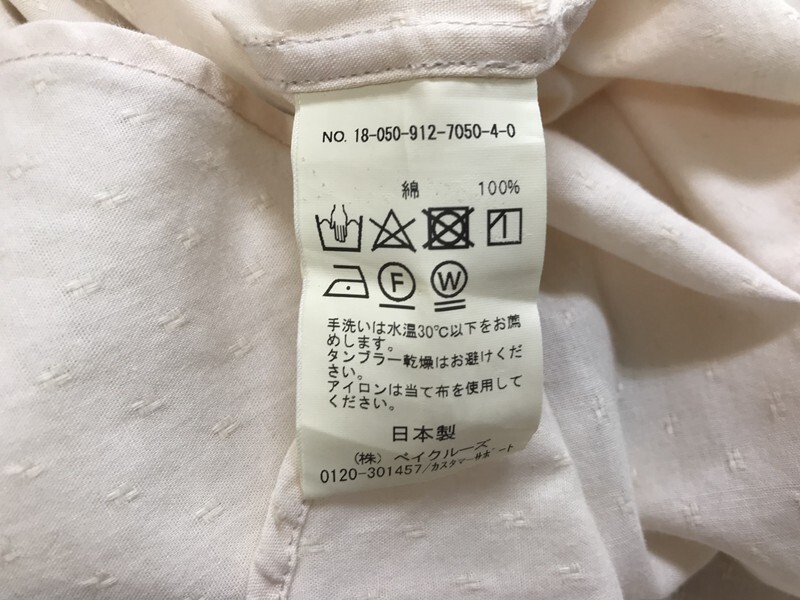 NO. 18-050-912-7050-4-0
綿 100%
F W
手洗いは水温30℃以下をお薦
めします。
タンブラー乾燥はお避けくだ
さい。
アイロンは当て布を使用して
ください。
日本製
(株) ベイクルーズ
0120-301457/カスタマーサポート